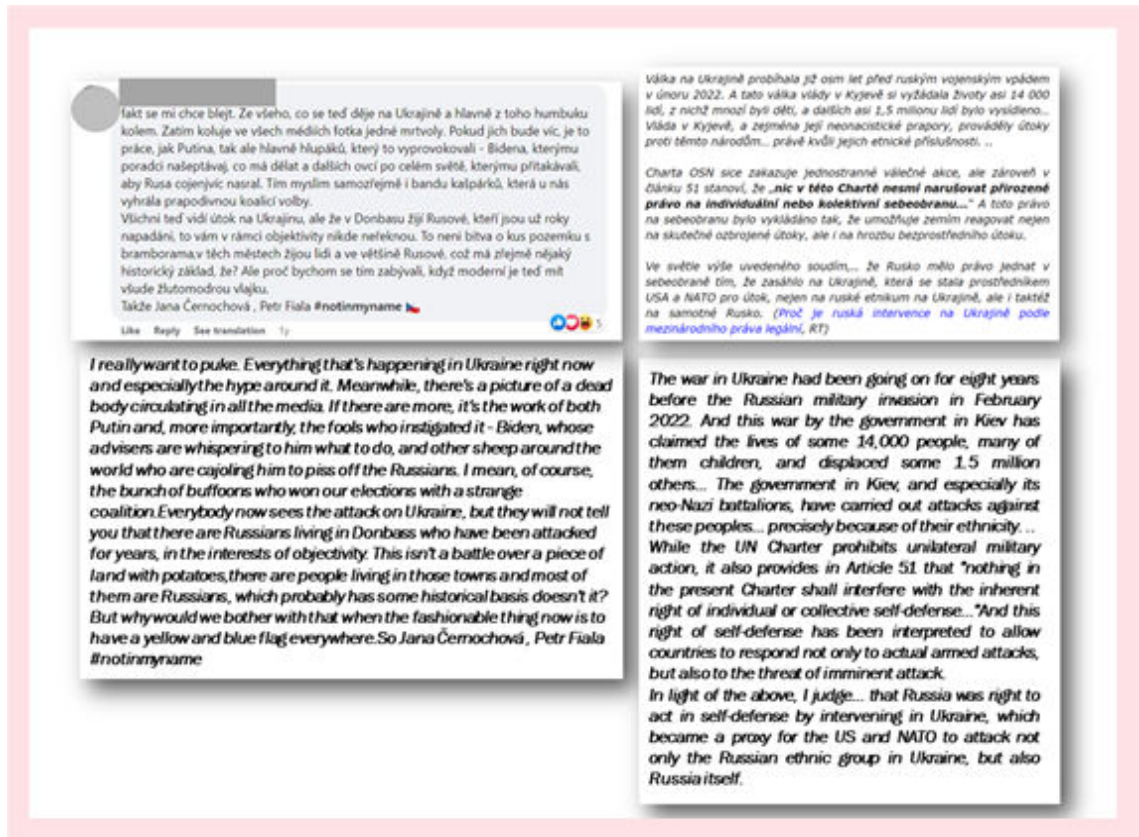 fakt se mi chce blejt. Ze všeho, co se teď děje na Ukrajině a hlavně z toho humbuku
kolem. Zatím koluje ve všech médiích fotka jedné mrtvoly. Pokud jich bude víc, je to
práce, jak Putina, tak ale hlavně hlupáků, který to vyprovokovali - Bidena, kterýmu
poradci našeptávaj, co má dělat a dalších ovcí po celém světě, kterýmu přitakávali,
aby Rusa cojenjvíc nasral. Tím myslím samozřejmě i bandu kašpárků, která u nás
vyhrála prapodivnou koalicí volby.
Všichni teď vidí útok na Ukrajinu, ale že v Donbasu žijí Rusové, kteří jsou už roky
napadáni, to vám v rámci objektivity nikde neřeknou. To neni bitva o kus pozemku s
bramborama,v těch městech žijou lidi a ve většině Rusové, což má zřejmě nějaký
historický základ, že? Ale proč bychom se tím zabývali, když moderní je teď mít
všude žlutomodrou vlajku.
Takže Jana Černochová , Petr Fiala #notinmyname 🇨🇿
Like Reply See translation 1y
5
I really want to puke. Everything that's happening in Ukraine right now
and especially the hype around it. Meanwhile, there's a picture of a dead
body circulating in all the media. If there are more, it's the work of both
Putin and, more importantly, the fools who instigated it - Biden, whose
advisers are whispering to him what to do, and other sheep around the
world who are cajoling him to piss off the Russians. I mean, of course,
the bunch of buffoons who won our elections with a strange
coalition.Everybody now sees the attack on Ukraine, but they will not tell
you that there are Russians living in Donbass who have been attacked
for years, in the interests of objectivity. This isn't a battle over a piece of
land with potatoes,there are people living in those towns and most of
them are Russians, which probably has some historical basis doesn't it?
But why would we bother with that when the fashionable thing now is to
have a yellow and blue flag everywhere.So Jana Černochová , Petr Fiala
#notinmyname
Válka na Ukrajině probíhala již osm let před ruským vojenským vpádem
v únoru 2022. A tato válka vlády v Kyjevě si vyžádala životy asi 14 000
lidí, z nichž mnozí byli děti, a dalších asi 1,5 milionu lidí bylo vysídleno...
Vláda v Kyjevě, a zejména její neonacistické prapory, prováděly útoky
proti těmto národům... právě kvůli jejich etnické příslušnosti. ..
Charta OSN sice zakazuje jednostranné válečné akce, ale zároveň v
článku 51 stanoví, že „nic v této Chartě nesmí narušovat přirozené
právo na individuální nebo kolektivní sebeobranu...“ A toto právo
na sebeobranu bylo vykládáno tak, že umožňuje zemím reagovat nejen
na skutečné ozbrojené útoky, ale i na hrozbu bezprostředního útoku.
Ve světle výše uvedeného soudím,... že Rusko mělo právo jednat v
sebeobraně tím, že zasáhlo na Ukrajině, která se stala prostředníkem
USA a NATO pro útok, nejen na ruské etnikum na Ukrajině, ale i taktéž
na samotné Rusko. (Proč je ruská intervence na Ukrajině podle
mezinárodního práva legální, RT)
The war in Ukraine had been going on for eight years
before the Russian military invasion in February
2022. And this war by the government in Kiev has
claimed the lives of some 14,000 people, many of
them children, and displaced some 1.5 million
others... The government in Kiev, and especially its
neo-Nazi battalions, have carried out attacks against
these peoples... precisely because of their ethnicity. ..
While the UN Charter prohibits unilateral military
action, it also provides in Article 51 that "nothing in
the present Charter shall interfere with the inherent
right of individual or collective self-defense..."And this
right of self-defense has been interpreted to allow
countries to respond not only to actual armed attacks,
but also to the threat of imminent attack.
In light of the above, I judge... that Russia was right to
act in self-defense by intervening in Ukraine, which
became a proxy for the US and NATO to attack not
only the Russian ethnic group in Ukraine, but also
Russia itself.